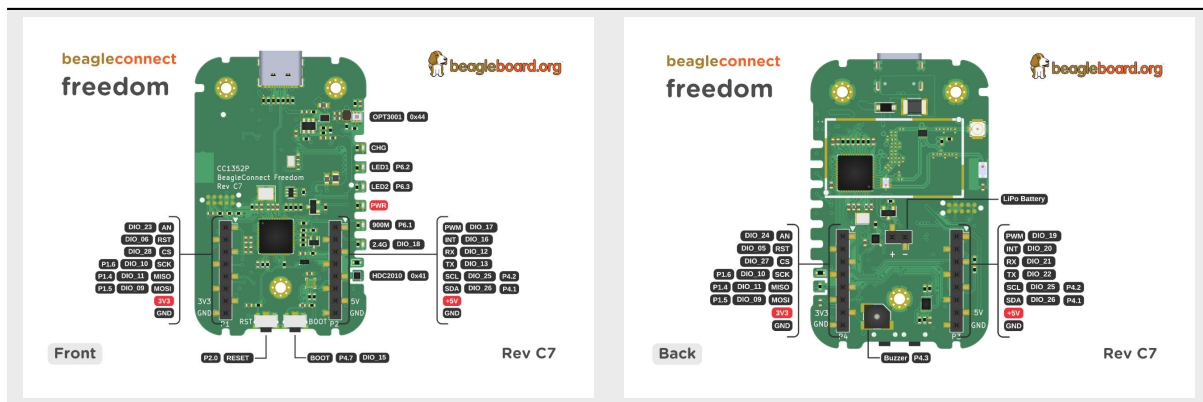 beagleconnect
freedom
beagleboard.org
OPT3001 0x44
CHG
LED1 P6.2
LED2 P6.3
PWR
900M P6.1
2.4G DIO_18
HDC2010 0x41
CC1352P
BeagleConnect Freedom
Rev C7
DIO_23 AN
DIO_06 RST
DIO_28 CS
P1.6 DIO_10 SCK
P1.4 DIO_11 MISO
P1.5 DIO_09 MOSI
3V3
GND
3V3
GND
P1
RST
BOOT
P2
5V
GND
PWM DIO_17
INT DIO_16
RX DIO_12
TX DIO_13
SCL DIO_25 P4.2
SDA DIO_26 P4.1
+5V
GND
P2.0 RESET
BOOT P4.7 DIO_15
Front
Rev C7
beagleconnect
freedom
beagleboard.org
LiPo Battery
+ −
DIO_24 AN
DIO_05 RST
DIO_27 CS
P1.6 DIO_10 SCK
P1.4 DIO_11 MISO
P1.5 DIO_09 MOSI
3V3
GND
3V3
GND
P4
5V
GND
P3
PWM DIO_19
INT DIO_20
RX DIO_21
TX DIO_22
SCL DIO_25 P4.2
SDA DIO_26 P4.1
+5V
GND
Buzzer P4.3
Back
Rev C7